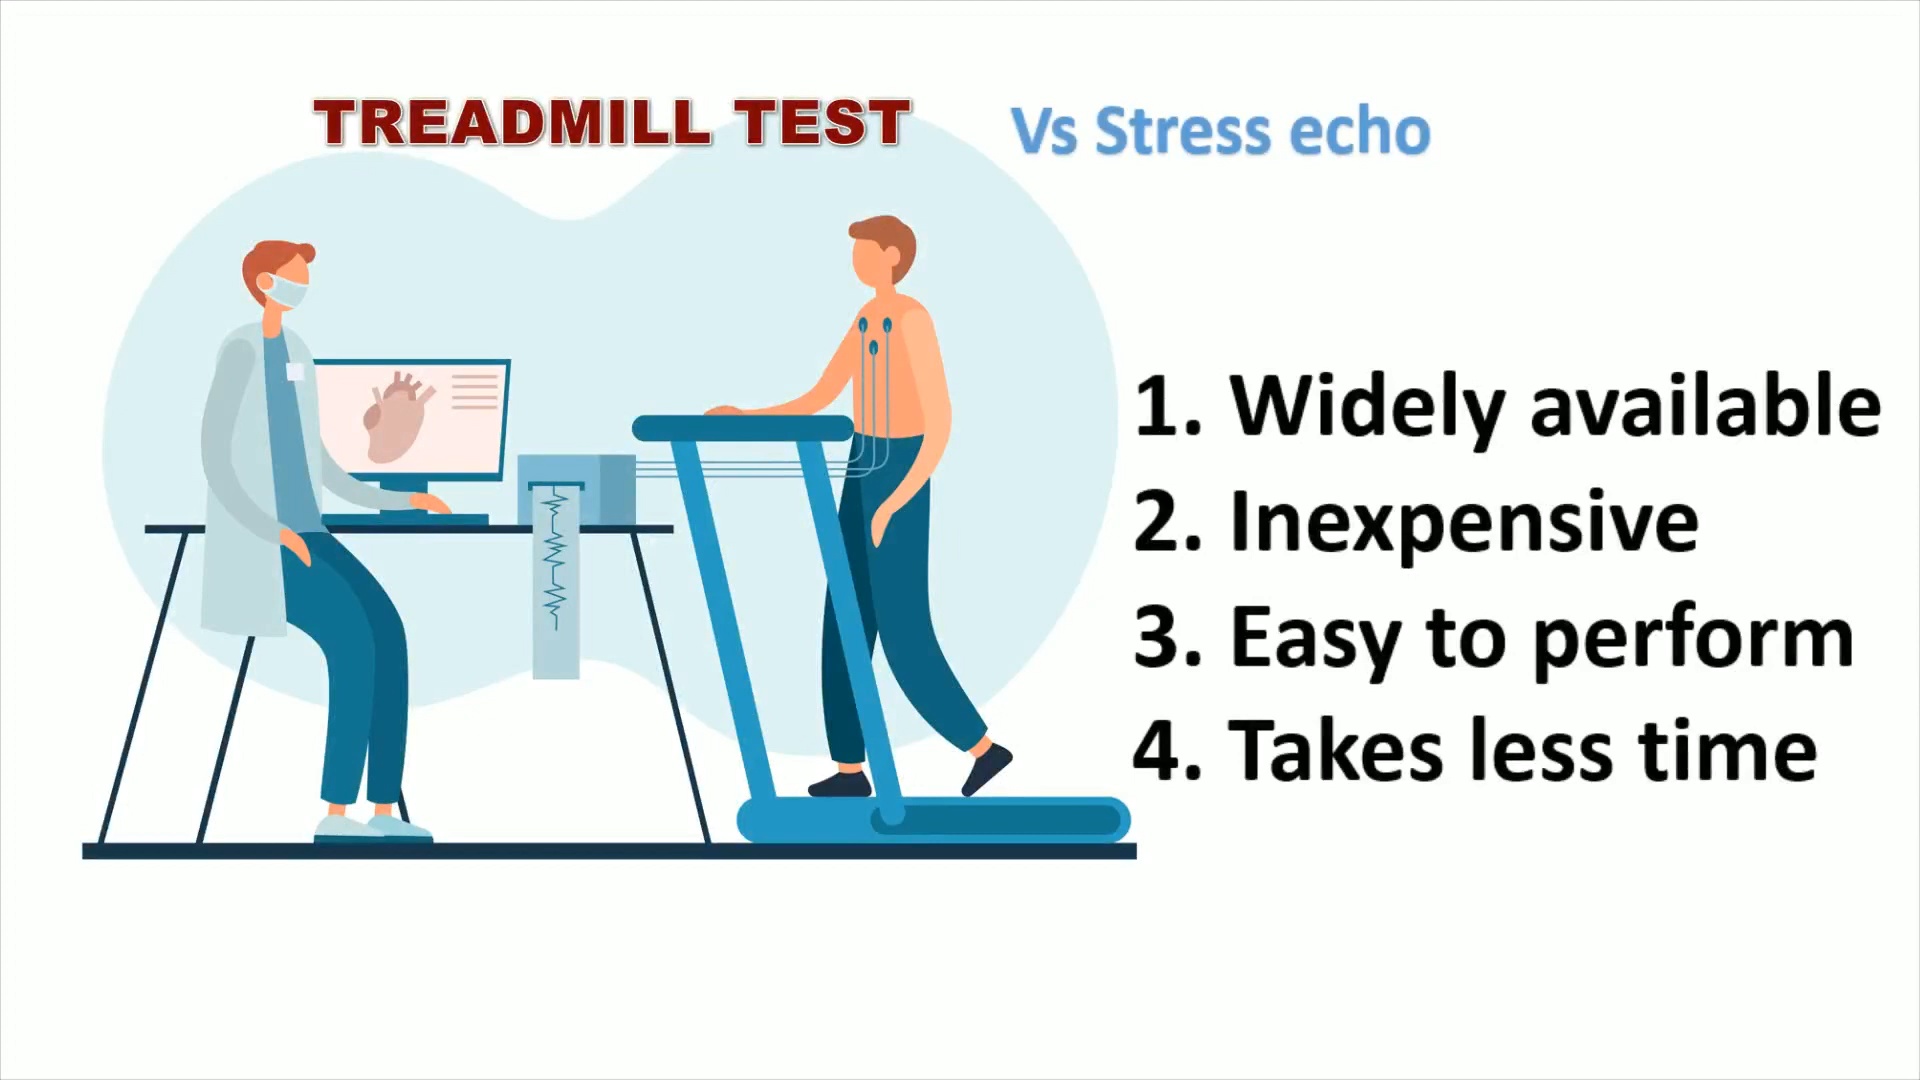 TREADMILL TEST Vs Stress echo
1. Widely available
2. Inexpensive
3. Easy to perform
4. Takes less time